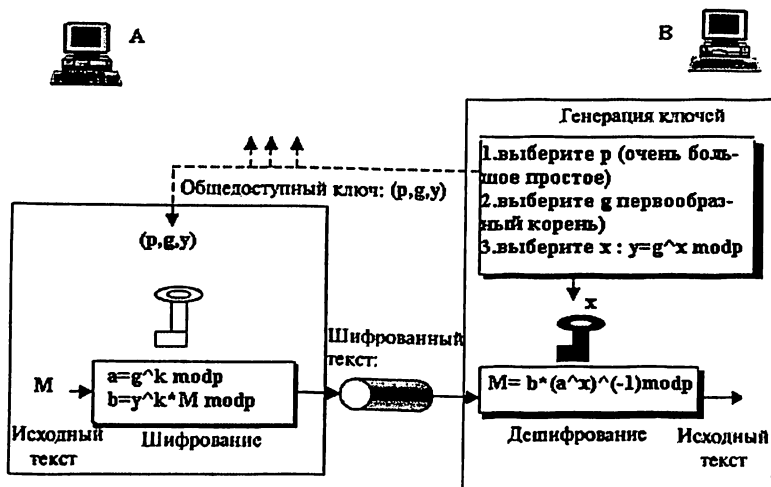 A
B
Генерация ключей
1.выберите p (очень боль-
шое простое)
2.выберите g первообраз-
ный корень)
3.выберите x : y=g^x modp
Общедоступный ключ: (p,g,y)
(p,g,y)
x
Шифрованный
текст:
M
a=g^k modp
b=y^k*M modp
M= b*(a^x)^(-1)modp
Исходный
текст
Шифрование
Дешифрование
Исходный
текст